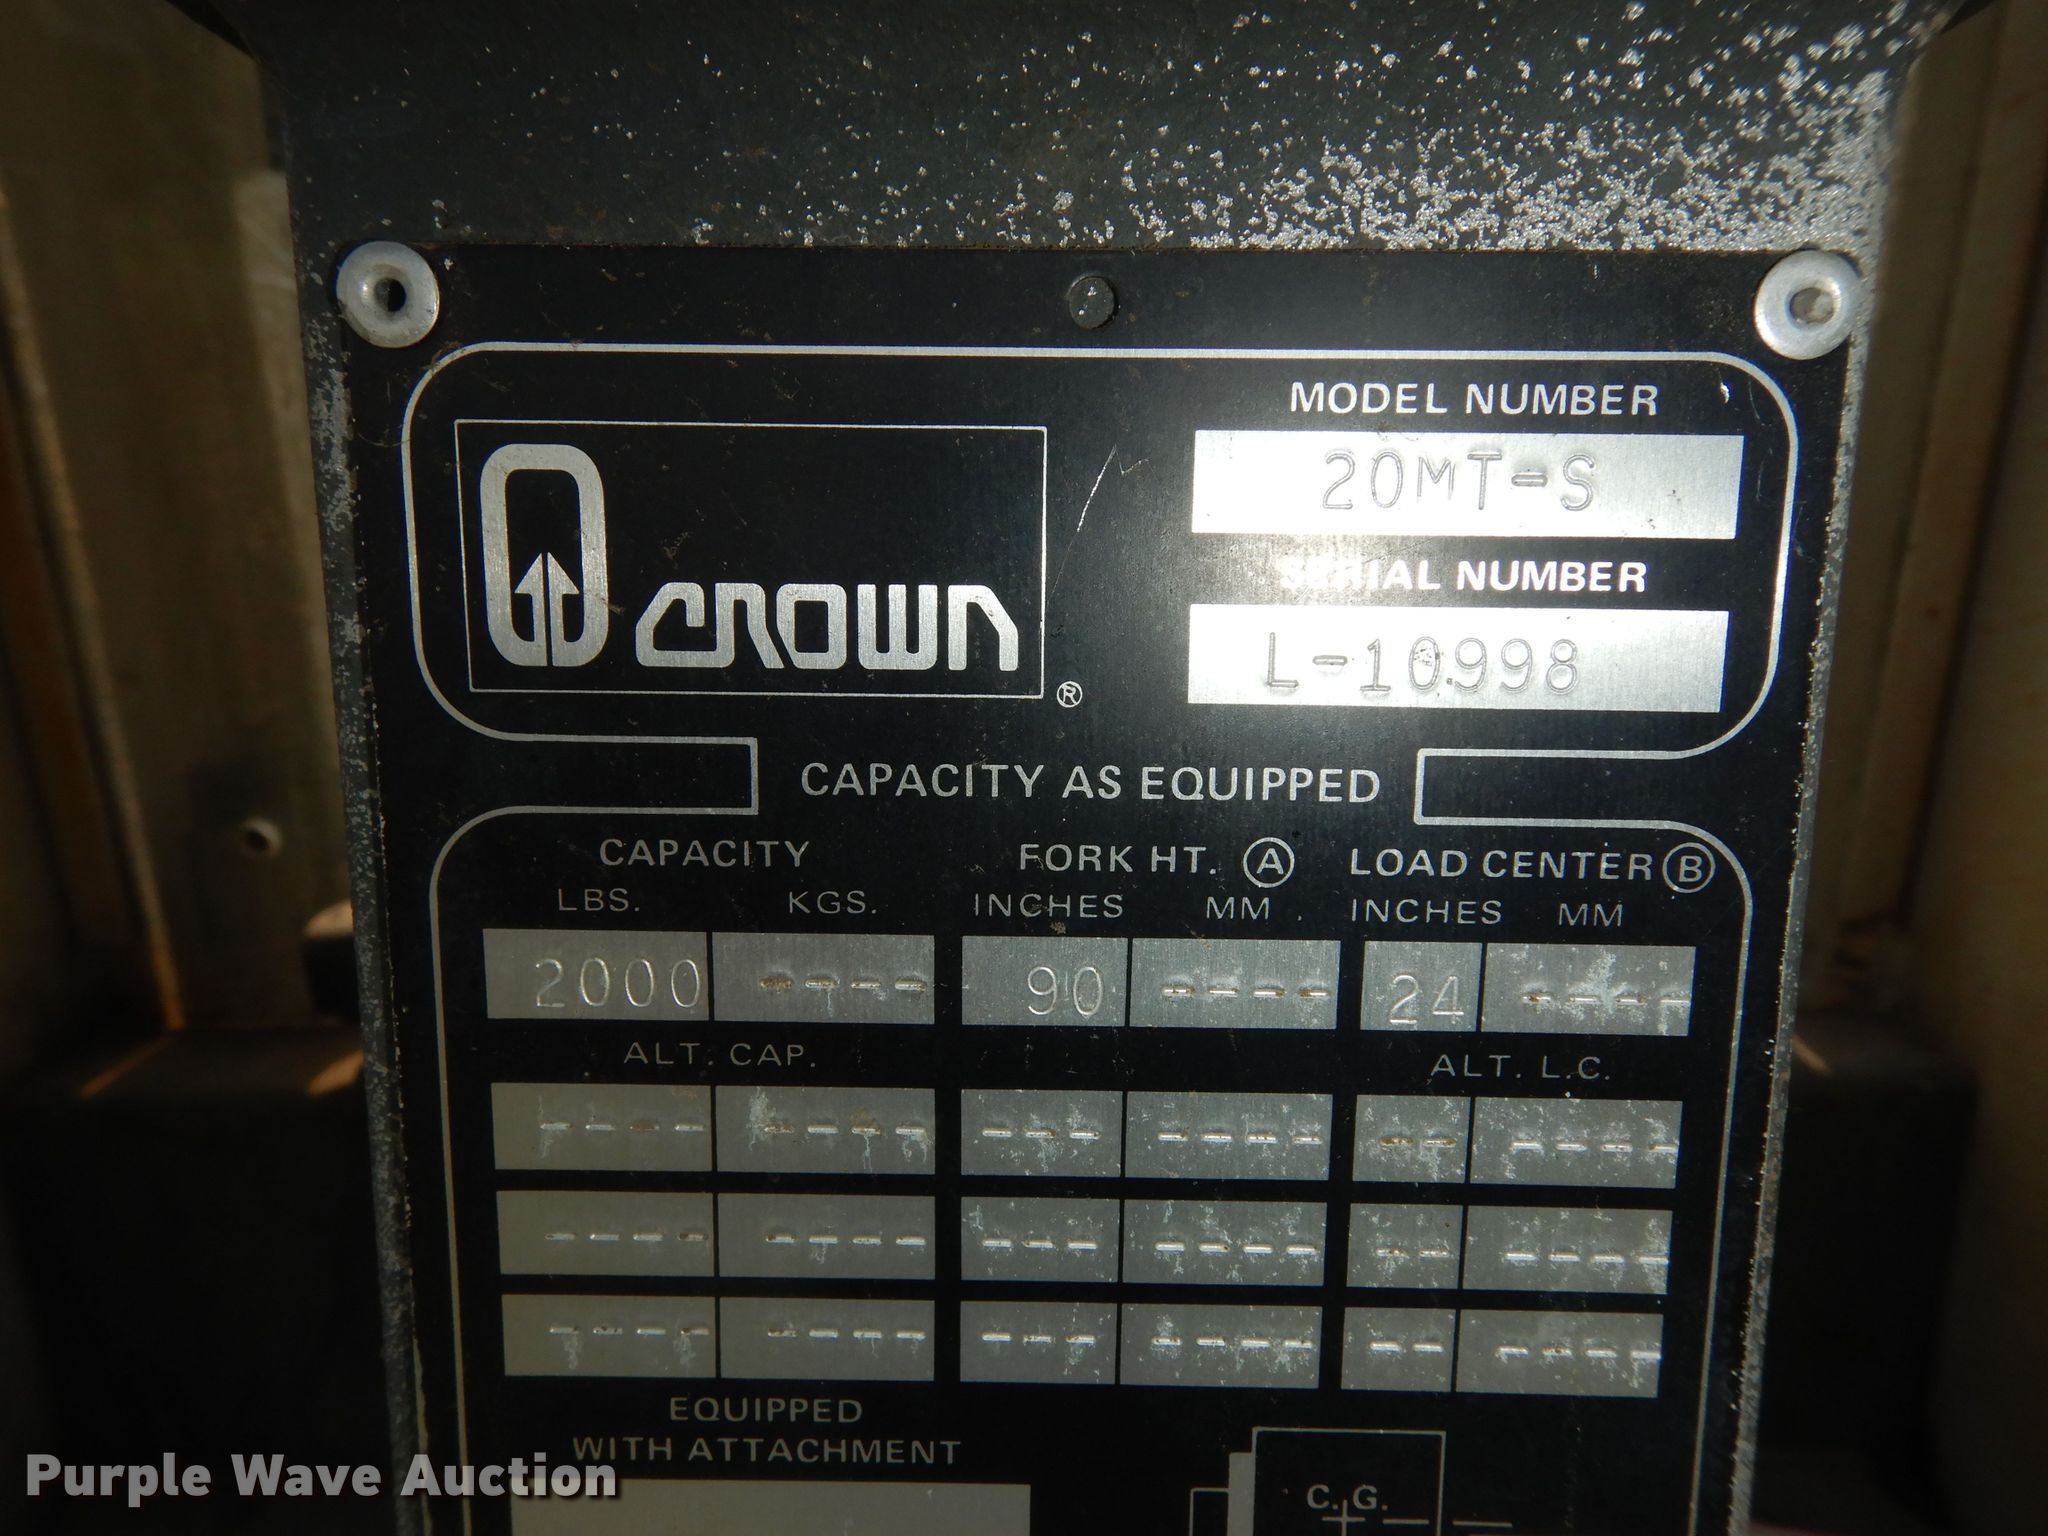 MODEL NUMBER
20MT-S
CROWN ®
SERIAL NUMBER
L-10998
CAPACITY AS EQUIPPED
CAPACITY FORK HT. A LOAD CENTER B
LBS. KGS. INCHES MM . INCHES MM
2000 ---- 90 ---- 24 ----
ALT. CAP. ALT. L.C.
---- ---- --- ---- -- ----
---- ---- --- ---- -- ----
---- ---- --- ---- -- ----
EQUIPPED
WITH ATTACHMENT
C.G.
Purple Wave Auction